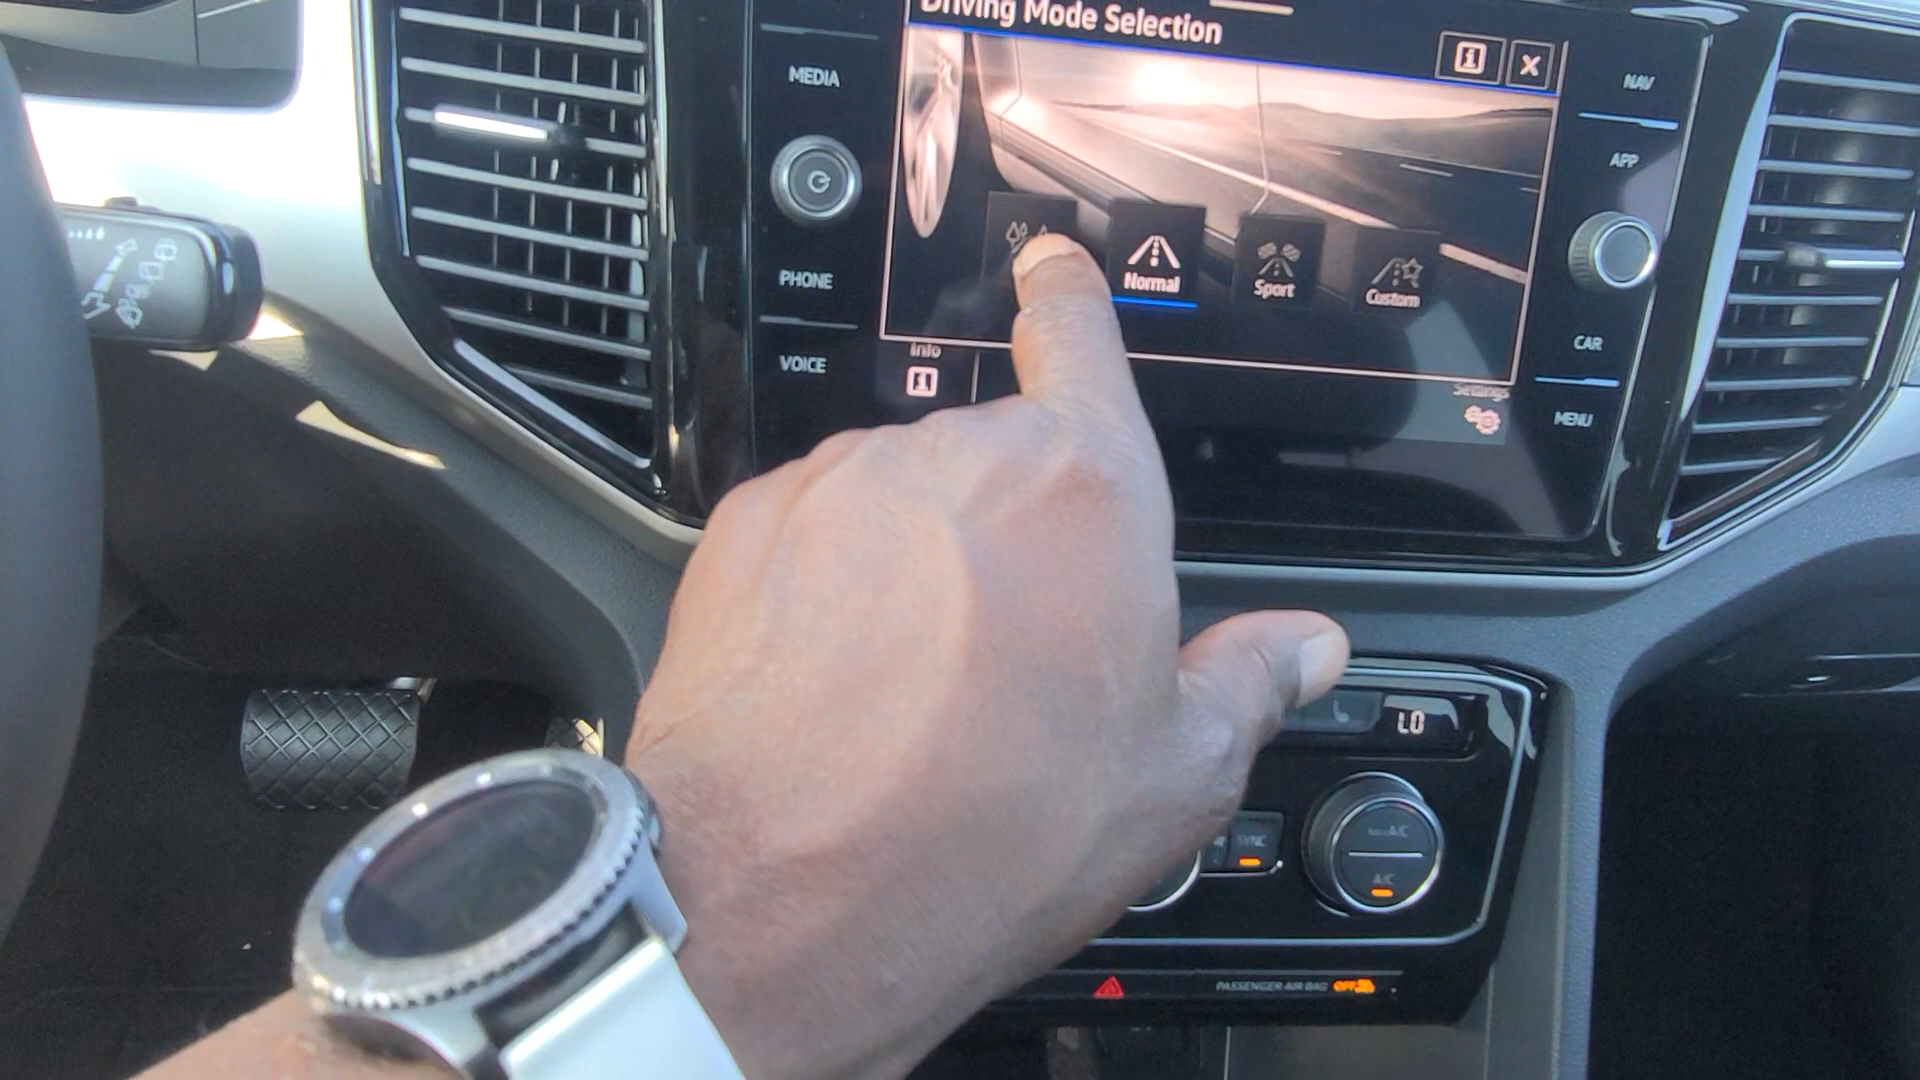 Driving Mode Selection
MEDIA
PHONE
VOICE
NAV
APP
CAR
MENU
Normal
Sport
Custom
Info
Settings
LO
SYNC
A/C
A/C
PASSENGER AIR BAG OFF